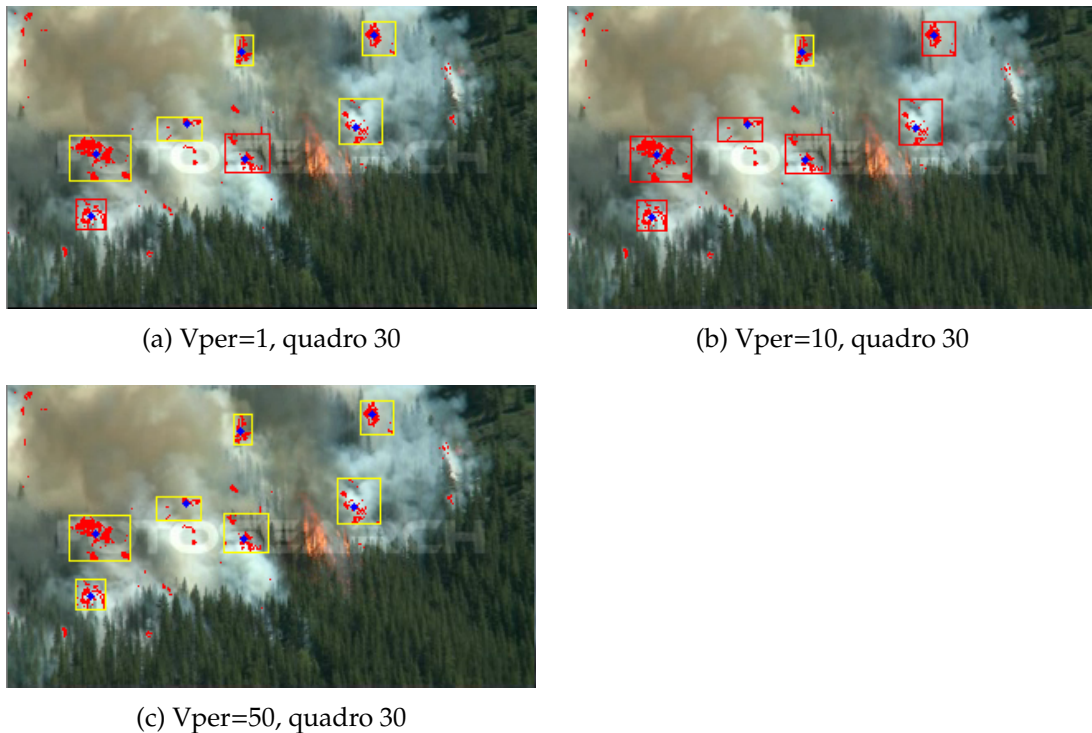 (a) Vper=1, quadro 30
(b) Vper=10, quadro 30
(c) Vper=50, quadro 30